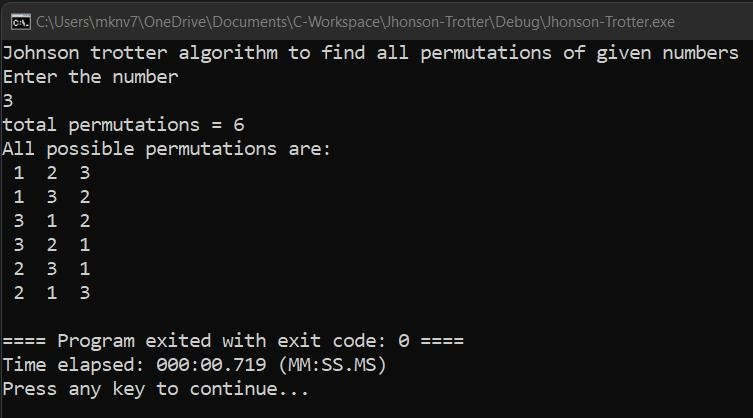 C:\Users\mknv7\OneDrive\Documents\C-Workspace\Jhonson-Trotter\Debug\Jhonson-Trotter.exe
Johnson trotter algorithm to find all permutations of given numbers
Enter the number
3
total permutations = 6
All possible permutations are:
 1  2  3
 1  3  2
 3  1  2
 3  2  1
 2  3  1
 2  1  3
==== Program exited with exit code: 0 ====
Time elapsed: 000:00.719 (MM:SS.MS)
Press any key to continue...